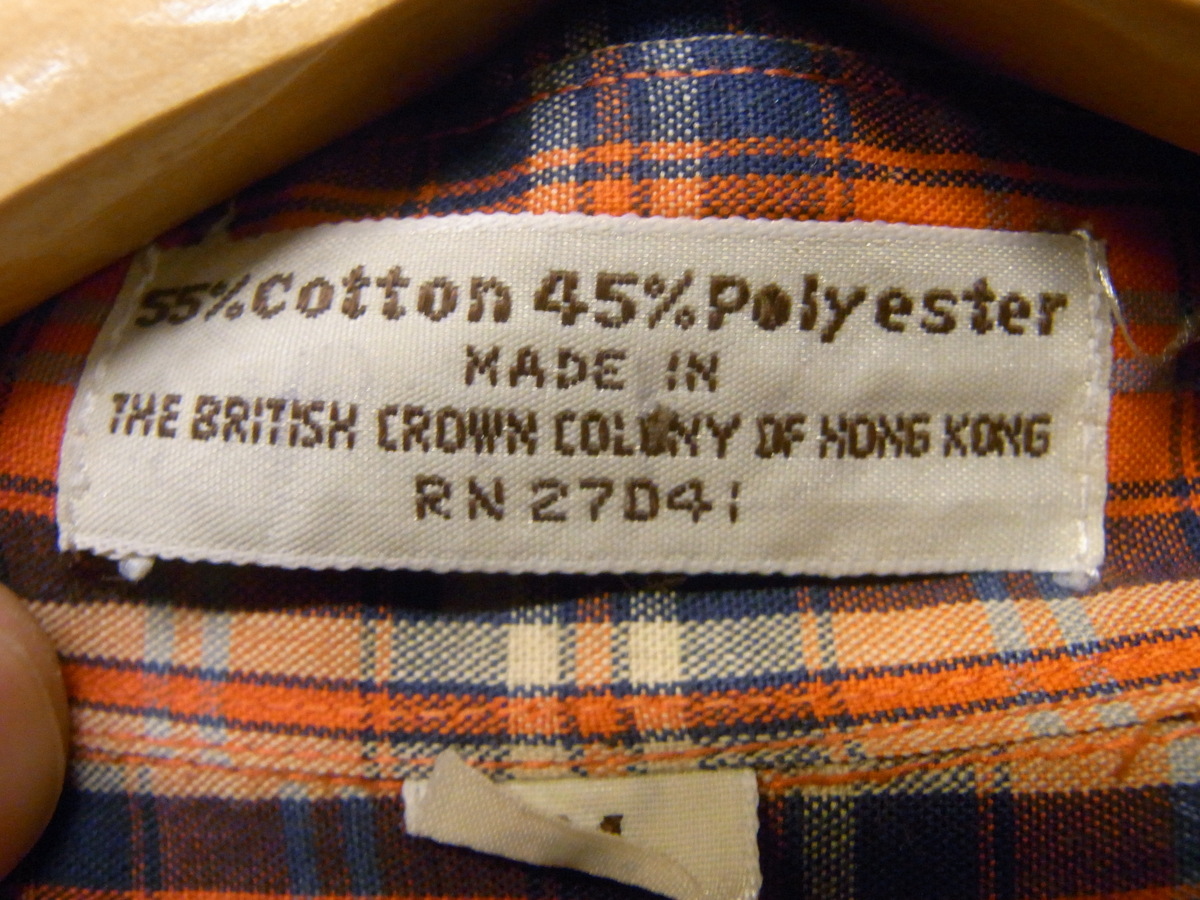 55% Cotton 45% Polyester
MADE IN
THE BRITISH CROWN COLONY OF HONG KONG
RN 27041